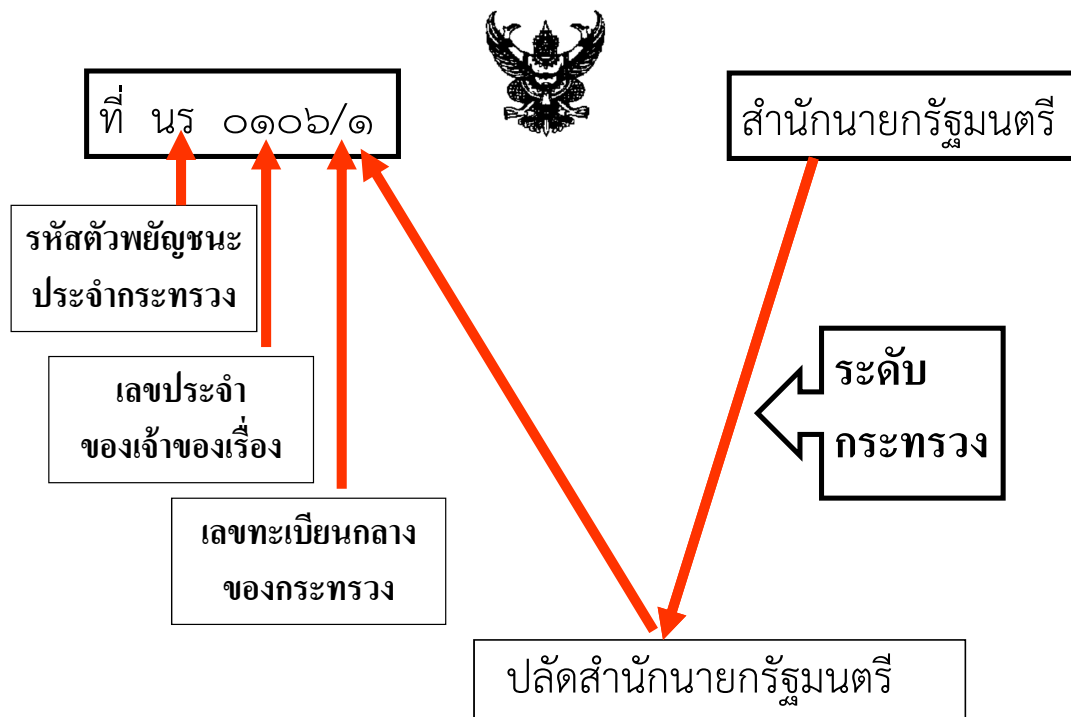 ที่ นร ๐๑๐๖/๑
สำนักนายกรัฐมนตรี
รหัสตัวพยัญชนะ
ประจำกระทรวง
เลขประจำ
ของเจ้าของเรื่อง
เลขทะเบียนกลาง
ของกระทรวง
ระดับ
กระทรวง
ปลัดสำนักนายกรัฐมนตรี